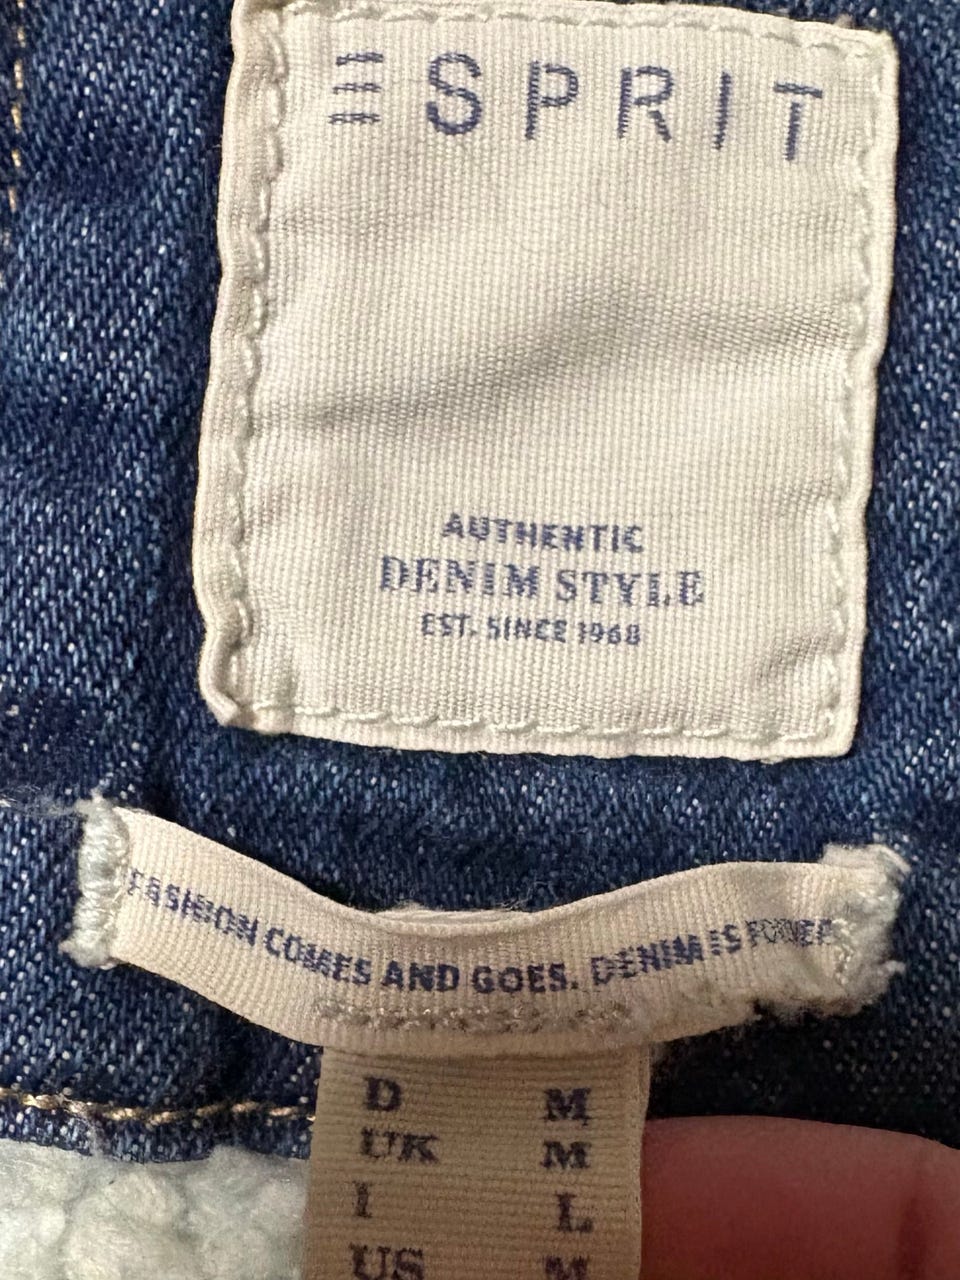 ESPRIT
AUTHENTIC
DENIM STYLE
EST. SINCE 1968
FASHION COMES AND GOES. DENIM IS FOREVER
D M
UK M
I L
US M